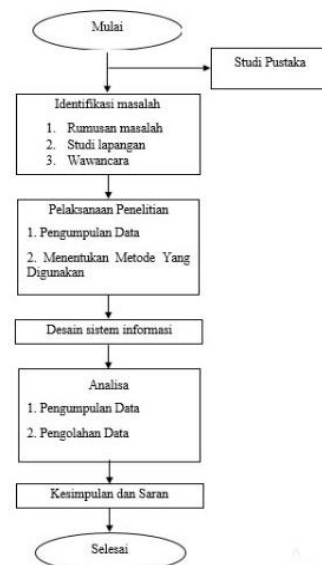 Mulai
Studi Pustaka
Identifikasi masalah
1. Rumusan masalah
2. Studi lapangan
3. Wawancara
Pelaksanaan Penelitian
1. Pengumpulan Data
2. Menentukan Metode Yang
Digunakan
Desain sistem informasi
Analisa
1. Pengumpulan Data
2. Pengolahan Data
Kesimpulan dan Saran
Selesai